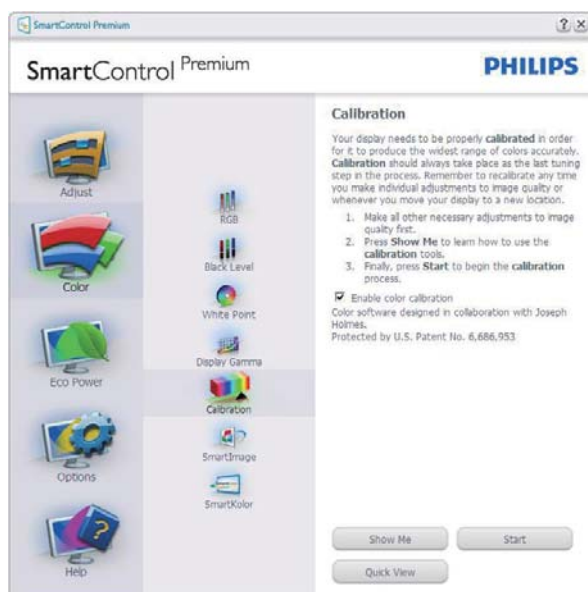 SmartControl Premium
SmartControl Premium
PHILIPS
Adjust
Color
Eco Power
Options
Help
RGB
Black Level
White Point
Display Gamma
Calibration
SmartImage
SmartKolor
Calibration
Your display needs to be properly calibrated in order
for it to produce the widest range of colors accurately.
Calibration should always take place as the last tuning
step in the process. Remember to recalibrate any time
you make individual adjustments to image quality or
whenever you move your display to a new location.
1. Make all other necessary adjustments to image
quality first.
2. Press Show Me to learn how to use the
calibration tools.
3. Finally, press Start to begin the calibration
process.
Enable color calibration
Color software designed in collaboration with Joseph
Holmes.
Protected by U.S. Patent No. 6,686,953
Show Me
Start
Quick View